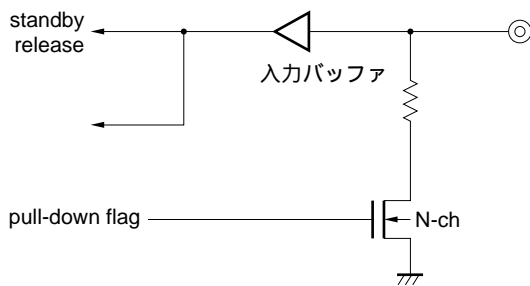 standby
release
入力バッファ
pull-down flag
N-ch